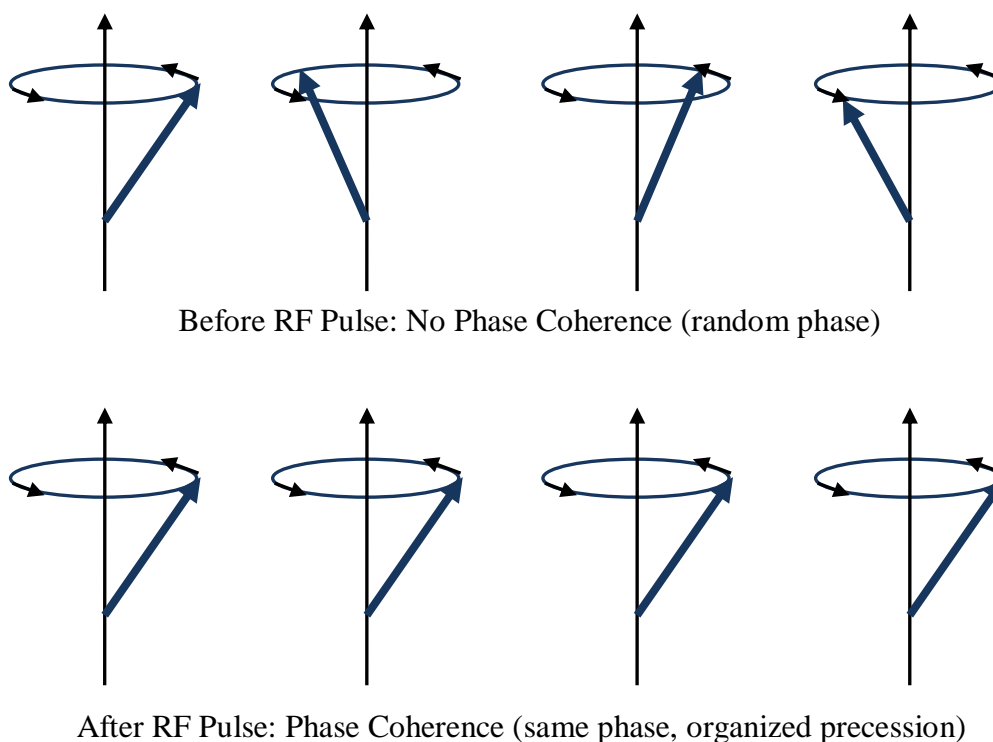 Before RF Pulse: No Phase Coherence (random phase)
After RF Pulse: Phase Coherence (same phase, organized precession)